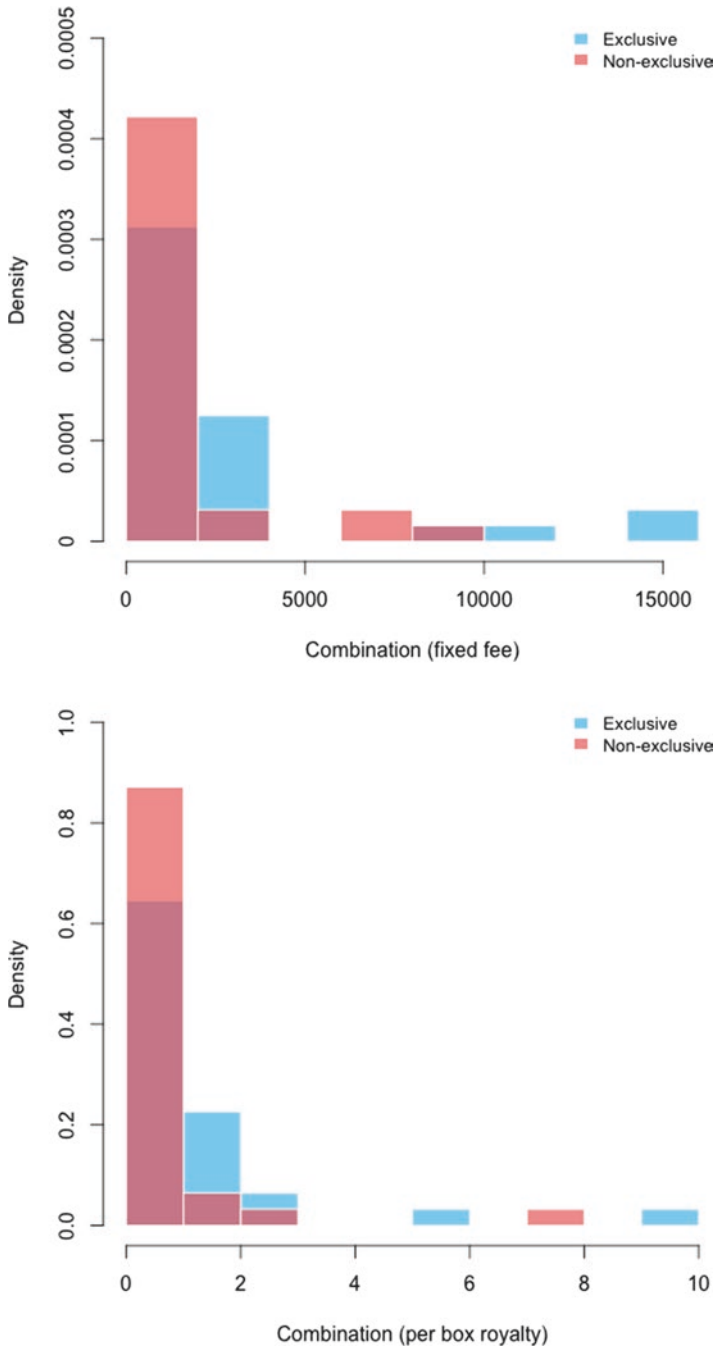 Exclusive
Non-exclusive
0.0005
0.0004
0.0003
0.0002
0.0001
0
Density
0 5000 10000 15000
Combination (fixed fee)
Exclusive
Non-exclusive
1.0
0.8
0.6
0.4
0.2
0.0
Density
0 2 4 6 8 10
Combination (per box royalty)